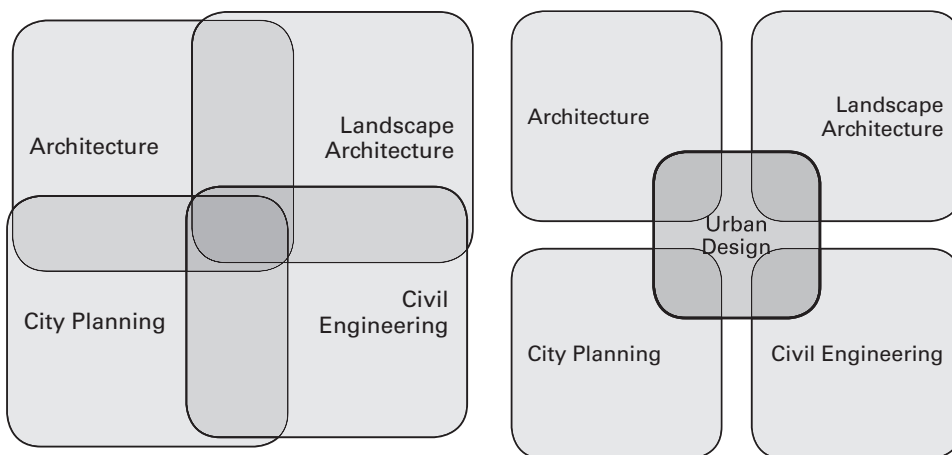 Architecture
Landscape
Architecture
City Planning
Civil
Engineering
Architecture
Landscape
Architecture
Urban
Design
City Planning
Civil Engineering